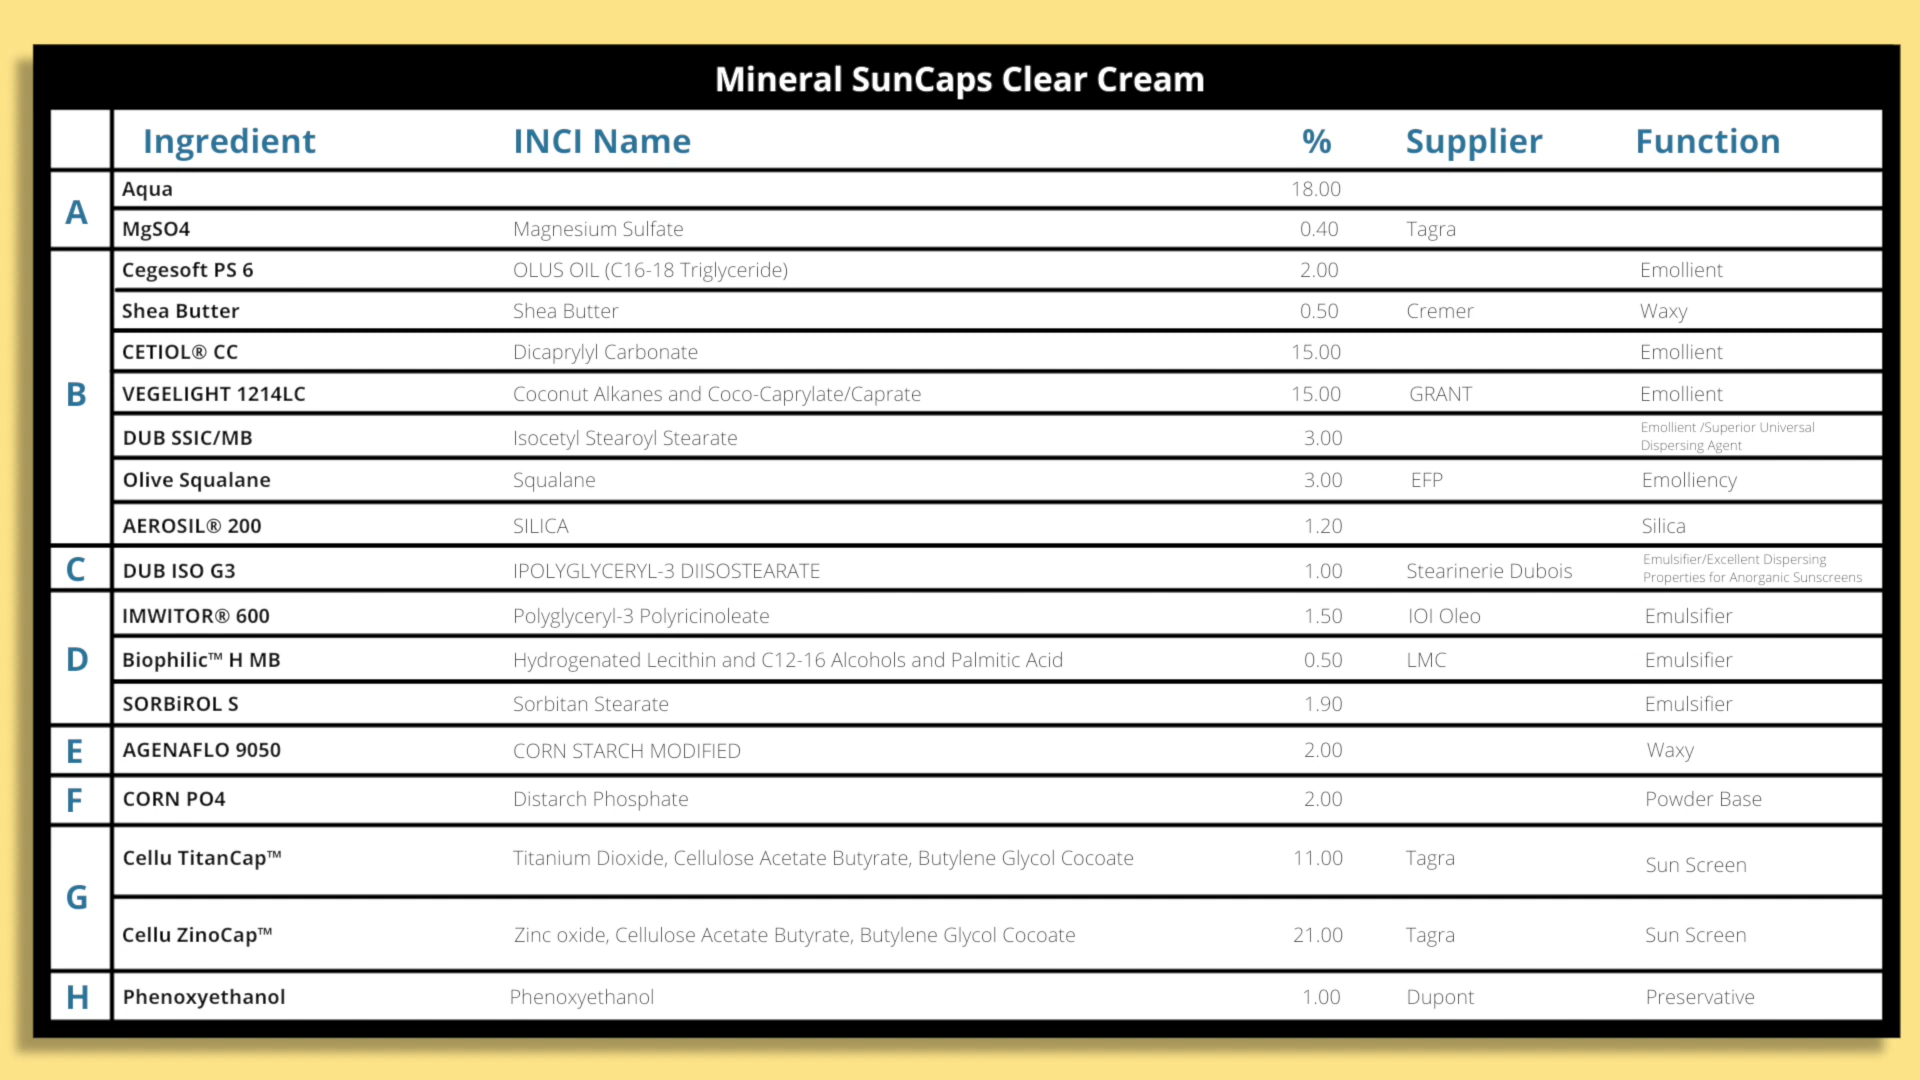 Mineral SunCaps Clear Cream
Ingredient INCI Name % Supplier Function
A
Aqua 18.00
MgSO4 Magnesium Sulfate 0.40 Tagra
B
Cegesoft PS 6 OLUS OIL (C16-18 Triglyceride) 2.00 Emollient
Shea Butter Shea Butter 0.50 Cremer Waxy
CETIOL® CC Dicaprylyl Carbonate 15.00 Emollient
VEGELIGHT 1214LC Coconut Alkanes and Coco-Caprylate/Caprate 15.00 GRANT Emollient
DUB SSIC/MB Isocetyl Stearoyl Stearate 3.00 Emollient /Superior Universal
Dispersing Agent
Olive Squalane Squalane 3.00 EFP Emolliency
AEROSIL® 200 SILICA 1.20 Silica
C
DUB ISO G3 IPOLYGLYCERYL-3 DIISOSTEARATE 1.00 Stearinerie Dubois Emulsifier/Excellent Dispersing
Properties for Anorganic Sunscreens
D
IMWITOR® 600 Polyglyceryl-3 Polyricinoleate 1.50 IOI Oleo Emulsifier
Biophilic™ H MB Hydrogenated Lecithin and C12-16 Alcohols and Palmitic Acid 0.50 LMC Emulsifier
SORBiROL S Sorbitan Stearate 1.90 Emulsifier
E
AGENAFLO 9050 CORN STARCH MODIFIED 2.00 Waxy
F
CORN PO4 Distarch Phosphate 2.00 Powder Base
G
Cellu TitanCap™ Titanium Dioxide, Cellulose Acetate Butyrate, Butylene Glycol Cocoate 11.00 Tagra Sun Screen
Cellu ZinoCap™ Zinc oxide, Cellulose Acetate Butyrate, Butylene Glycol Cocoate 21.00 Tagra Sun Screen
H
Phenoxyethanol Phenoxyethanol 1.00 Dupont Preservative